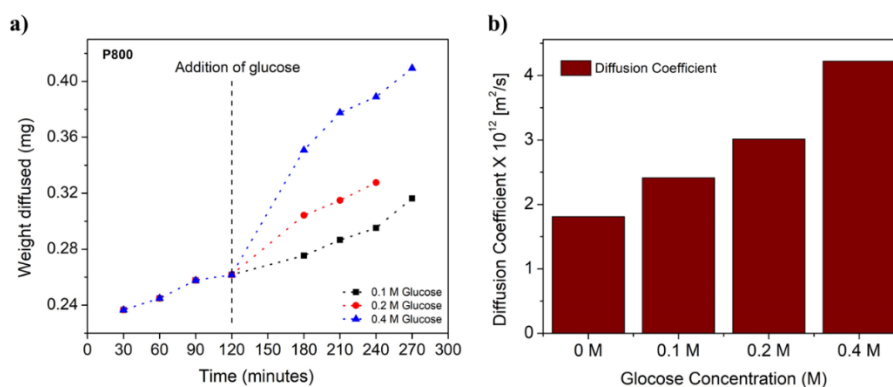 a)
P800
Addition of glucose
0.40
0.36
0.32
0.28
0.24
Weight diffused (mg)
0.1 M Glucose
0.2 M Glucose
0.4 M Glucose
0 30 60 90 120 150 180 210 240 270 300
Time (minutes)
b)
Diffusion Coefficient
4
3
2
1
0
Diffusion Coefficient X 10¹² [m²/s]
0 M 0.1 M 0.2 M 0.4 M
Glocose Concentration (M)